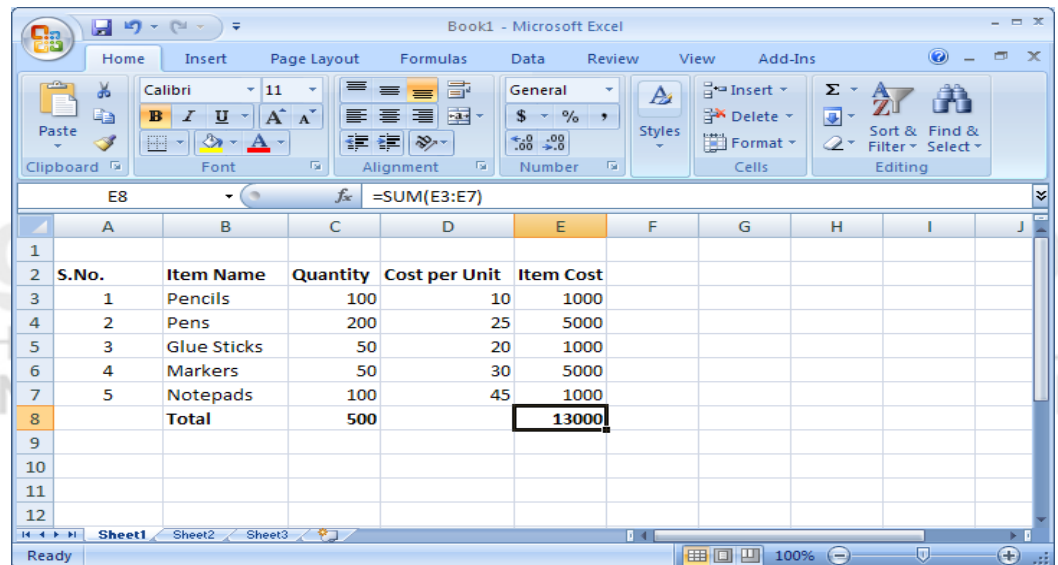 Book1 - Microsoft Excel
Home Insert Page Layout Formulas Data Review View Add-Ins
Paste
Clipboard
Calibri 11
B I U A A
A
Font
Alignment
General
$ % ,
.00 .0
Number
Styles
Insert
Delete
Format
Cells
Σ
Sort & Filter
Find & Select
Editing
E8 fx =SUM(E3:E7)
A B C D E F G H I J
1
2 S.No. Item Name Quantity Cost per Unit Item Cost
3 1 Pencils 100 10 1000
4 2 Pens 200 25 5000
5 3 Glue Sticks 50 20 1000
6 4 Markers 50 30 5000
7 5 Notepads 100 45 1000
8 Total 500 13000
9
10
11
12
Sheet1 Sheet2 Sheet3
Ready 100%